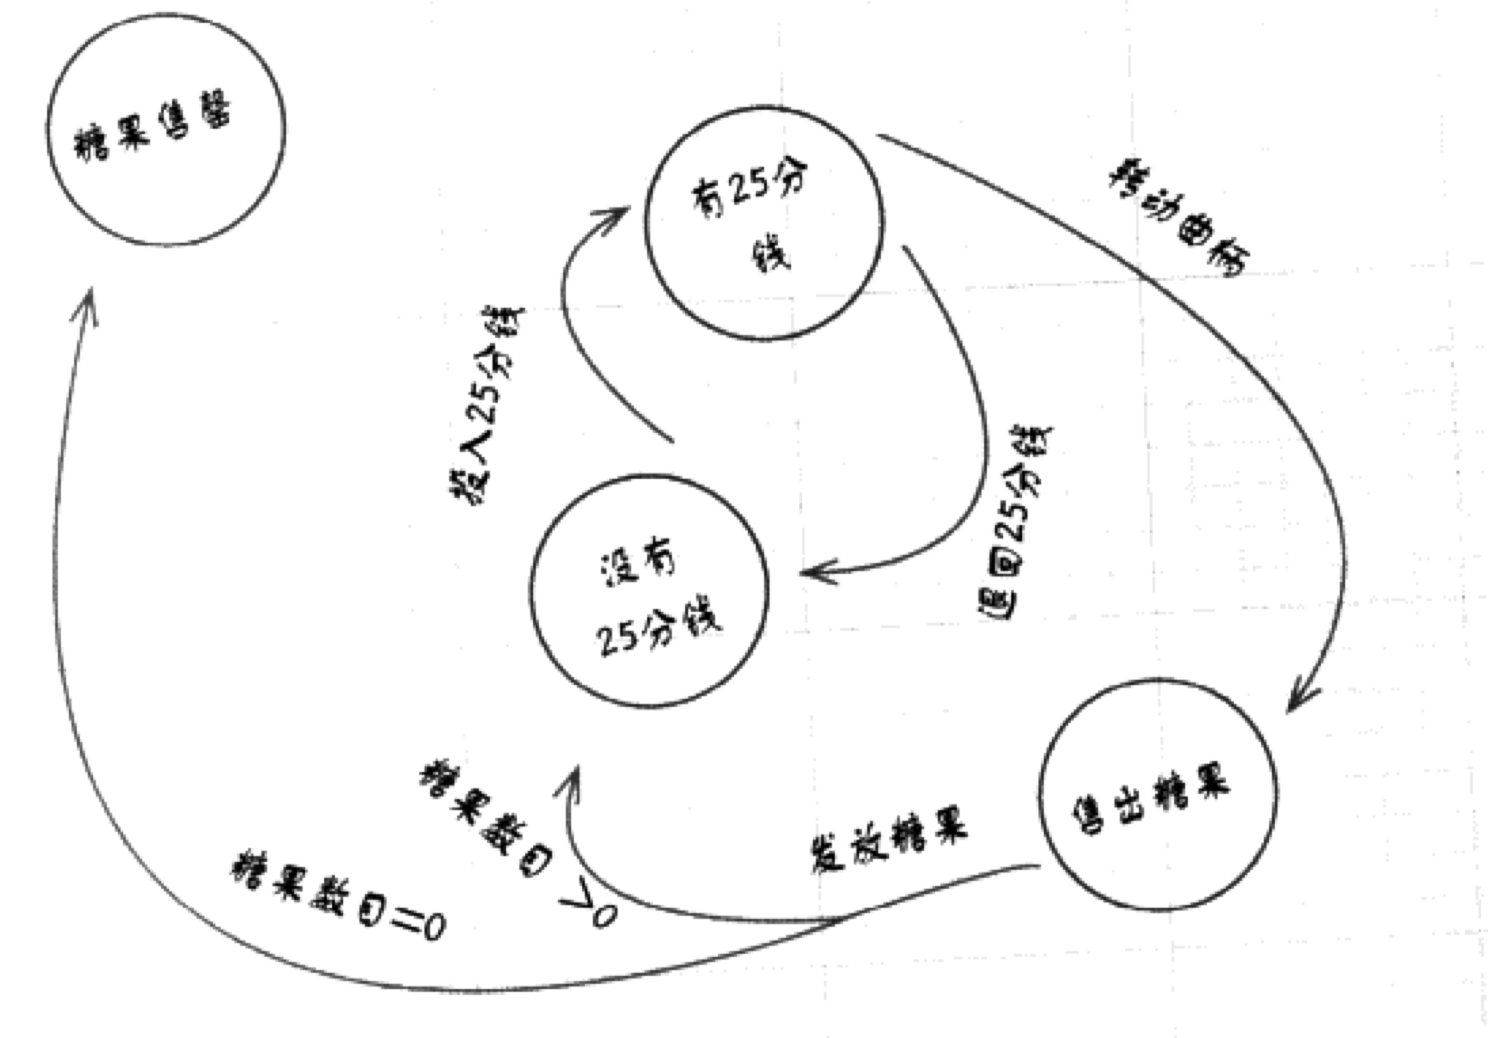 糖果售罄
有25分
钱
转动曲柄
投入25分钱
退回25分钱
没有
25分钱
售出糖果
发放糖果
糖果数目>0
糖果数目=0